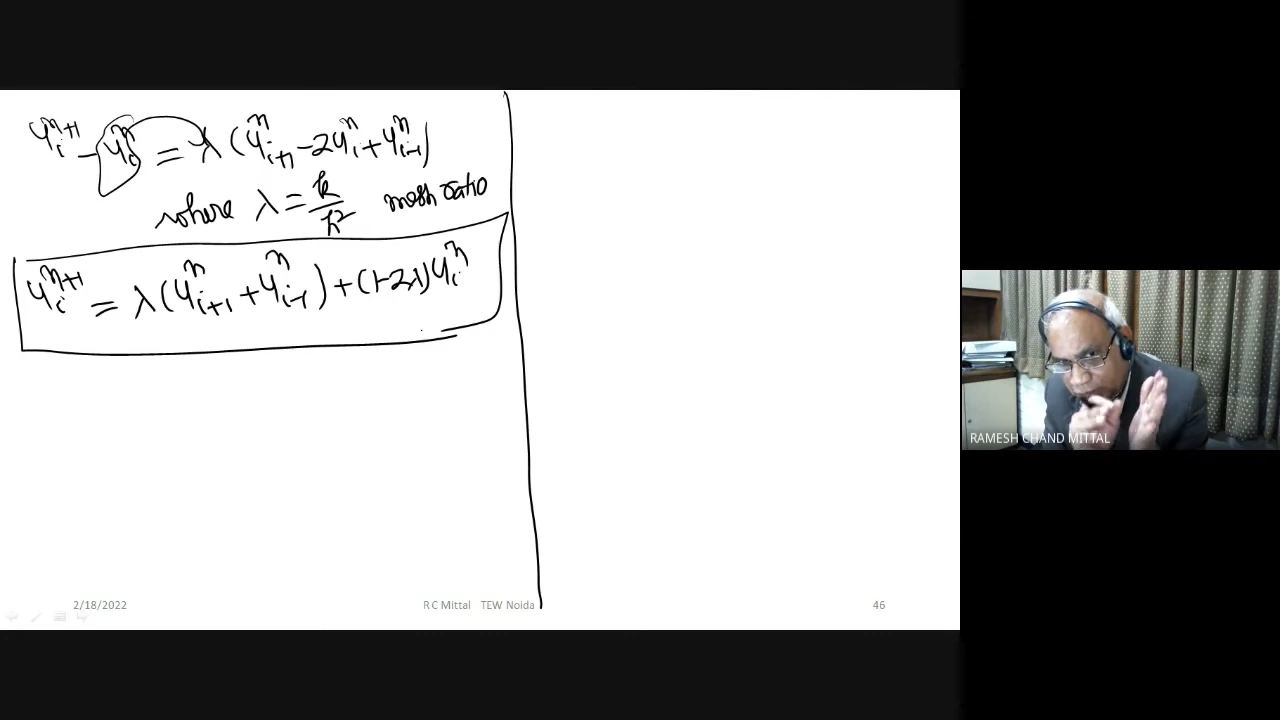 u_i^{n+1} - u_i^n = λ (u_{i+1}^n - 2u_i^n + u_{i-1}^n)
where λ = k/h² mesh ratio
u_i^{n+1} = λ (u_{i+1}^n + u_{i-1}^n) + (1-2λ) u_i^n
RAMESH CHAND MITTAL
2/18/2022 R C Mittal TEW Noida 46